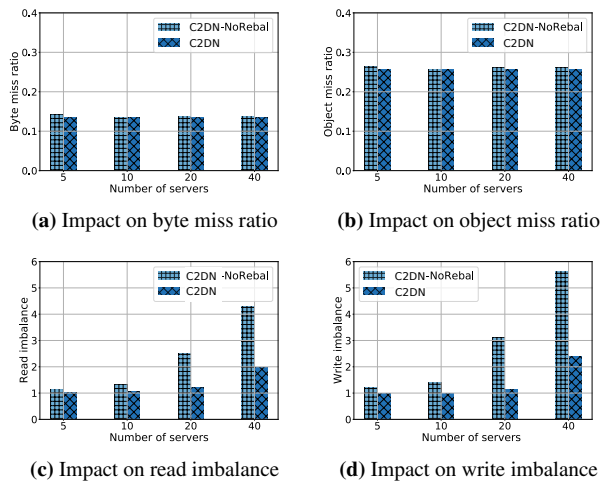 C2DN-NoRebal
C2DN
Byte miss ratio
0.4
0.3
0.2
0.1
0.0
5 10 20 40
Number of servers
(a) Impact on byte miss ratio
C2DN-NoRebal
C2DN
Object miss ratio
0.4
0.3
0.2
0.1
0.0
5 10 20 40
Number of servers
(b) Impact on object miss ratio
C2DN-NoRebal
C2DN
Read imbalance
6
5
4
3
2
1
0
5 10 20 40
Number of servers
(c) Impact on read imbalance
C2DN-NoRebal
C2DN
Write imbalance
6
5
4
3
2
1
0
5 10 20 40
Number of servers
(d) Impact on write imbalance